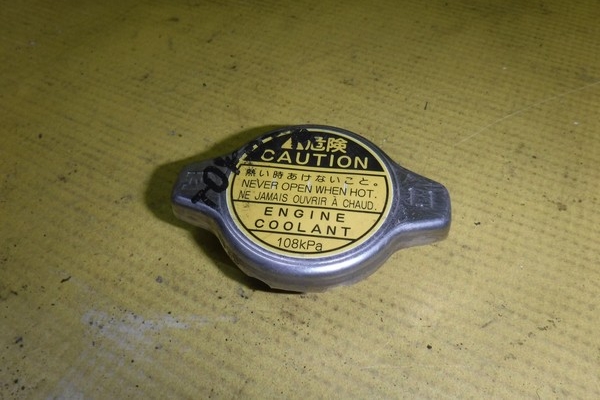 危険
CAUTION
熱い時あけないこと。
NEVER OPEN WHEN HOT.
NE JAMAIS OUVRIR À CHAUD.
ENGINE
COOLANT
108kPa